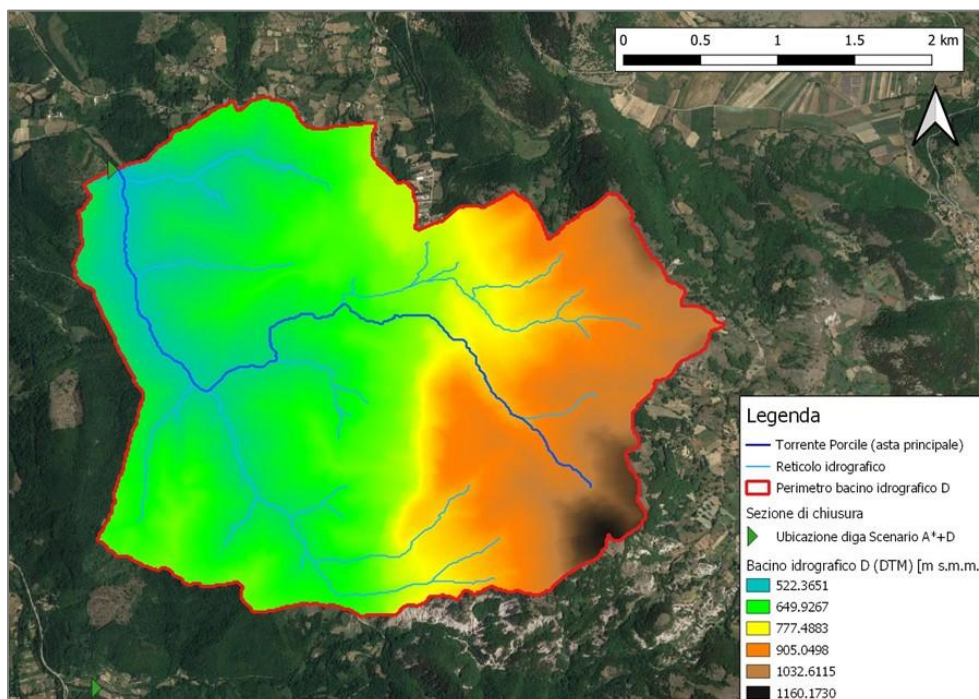 0 0.5 1 1.5 2 km
Legenda
Torrente Porcile (asta principale)
Reticolo idrografico
Perimetro bacino idrografico D
Sezione di chiusura
Ubicazione diga Scenario A*+D
Bacino idrografico D (DTM) [m s.m.m.
522.3651
649.9267
777.4883
905.0498
1032.6115
1160.1730